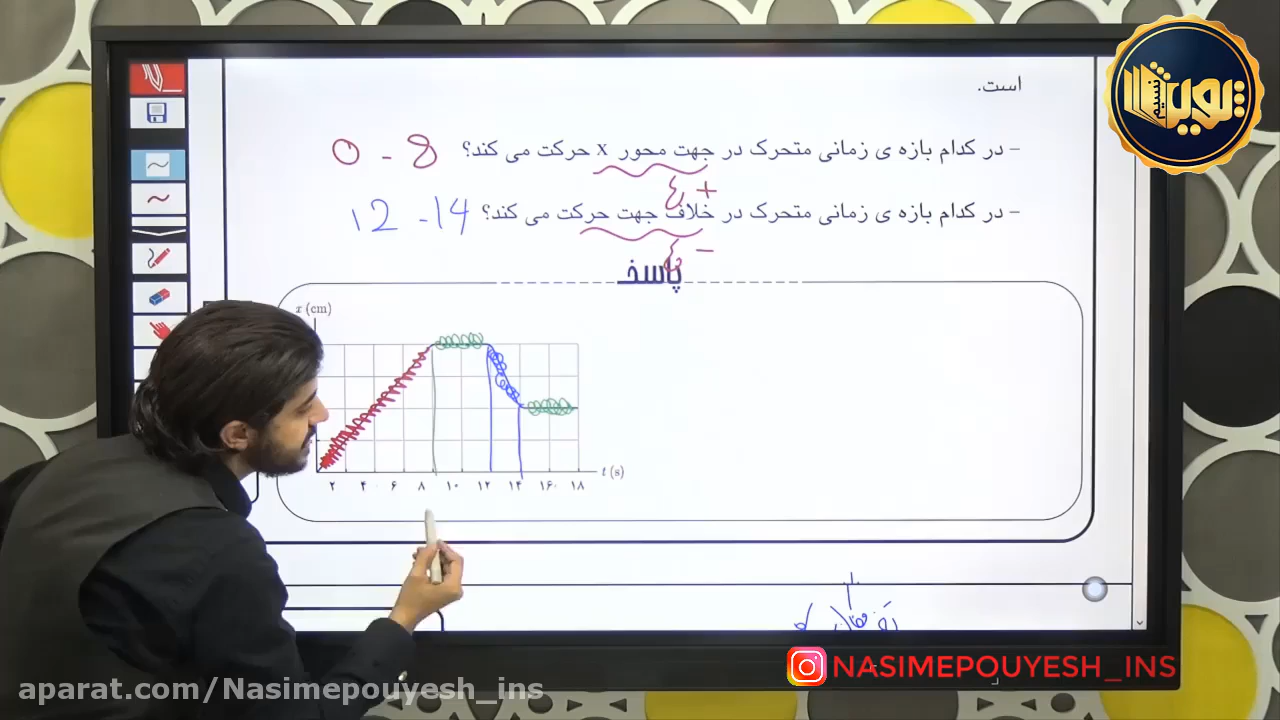 است.
– در کدام بازه ی زمانی متحرک در جهت محور x حرکت می کند؟ 0 - 8
+
– در کدام بازه ی زمانی متحرک در خلاف جهت حرکت می کند؟ 12 - 14
–
پاسخ
x (cm)
t (s)
۲ ۴ ۶ ۸ ۱۰ ۱۲ ۱۴ ۱۶ ۱۸
پویش
نسیم
NASIMEPOUYESH_INS
aparat.com/Nasimepouyesh_ins